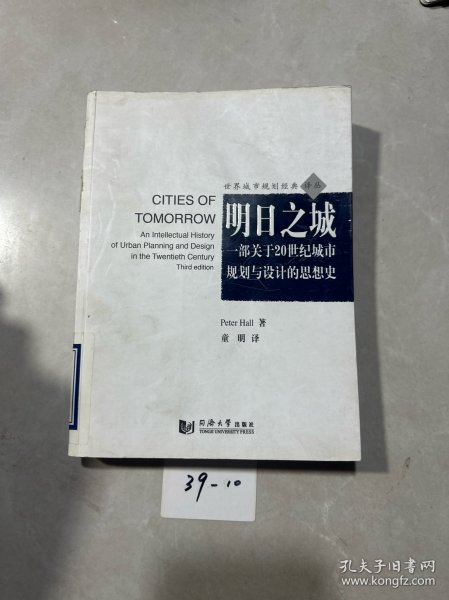 世界城市规划经典译丛
CITIES OF
TOMORROW
An Intellectual History
of Urban Planning and Design
in the Twentieth Century
Third edition
明日之城
一部关于20世纪城市
规划与设计的思想史
Peter Hall 著
童明 译
同济大学出版社
TONGJI UNIVERSITY PRESS
39-10
孔夫子旧书网
www.kongfz.com